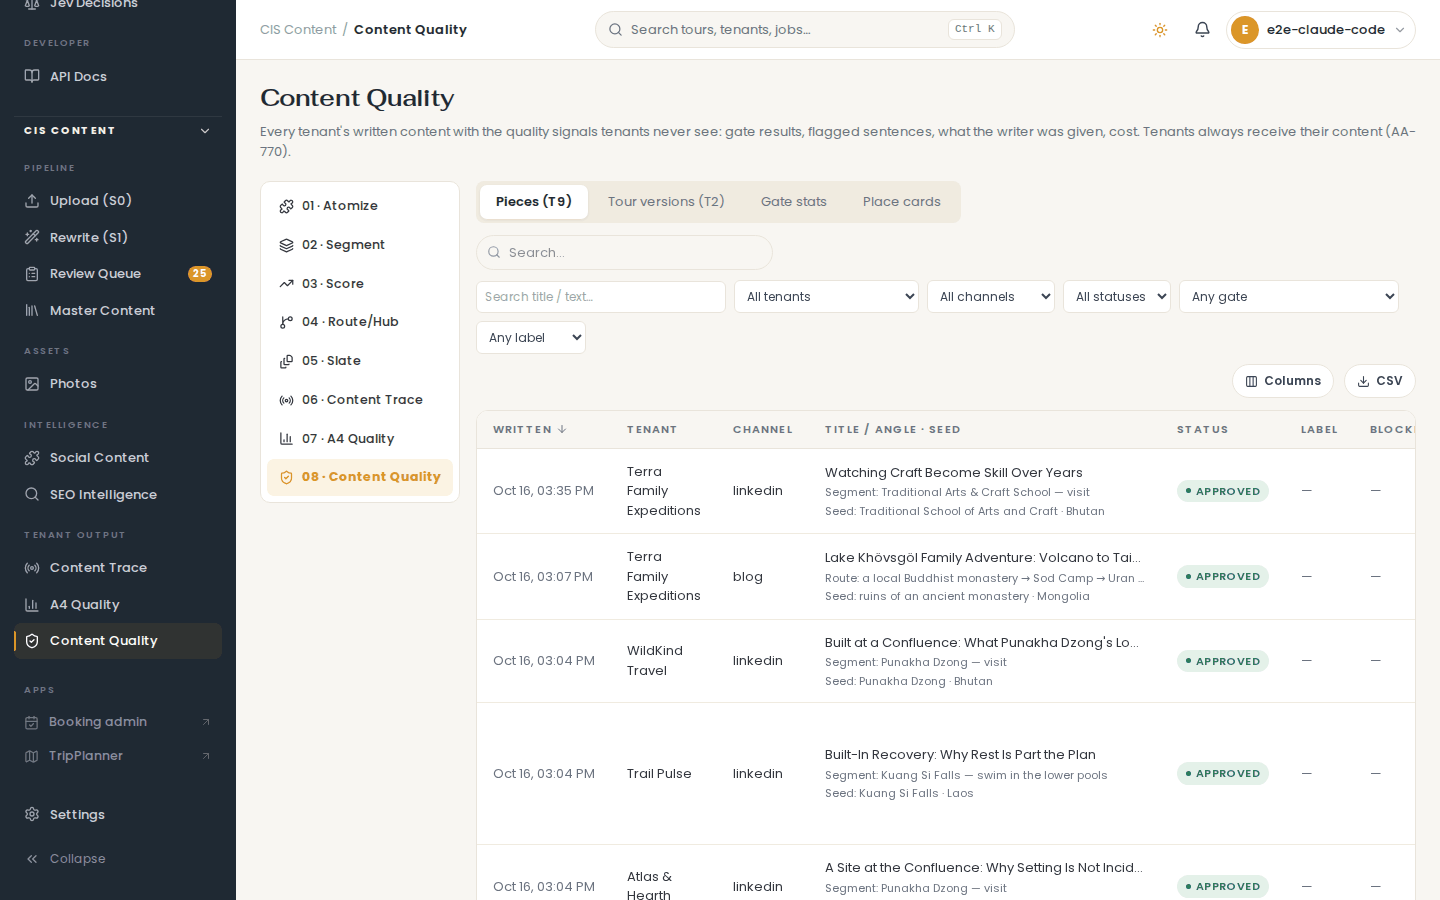 Jev Decisions
DEVELOPER
API Docs
CIS CONTENT
PIPELINE
Upload (S0)
Rewrite (S1)
Review Queue 25
Master Content
ASSETS
Photos
INTELLIGENCE
Social Content
SEO Intelligence
TENANT OUTPUT
Content Trace
A4 Quality
Content Quality
APPS
Booking admin
TripPlanner
Settings
Collapse
CIS Content / Content Quality
Search tours, tenants, jobs... Ctrl K
E e2e-claude-code
Content Quality
Every tenant's written content with the quality signals tenants never see: gate results, flagged sentences, what the writer was given, cost. Tenants always receive their content (AA-
770).
01 · Atomize
02 · Segment
03 · Score
04 · Route/Hub
05 · Slate
06 · Content Trace
07 · A4 Quality
08 · Content Quality
Pieces (T9) Tour versions (T2) Gate stats Place cards
Search...
Search title / text... All tenants All channels All statuses Any gate
Any label
Columns CSV
WRITTEN ↓ TENANT CHANNEL TITLE / ANGLE · SEED STATUS LABEL BLOCKI
Oct 16, 03:35 PM Terra Family Expeditions linkedin Watching Craft Become Skill Over Years APPROVED — —
Segment: Traditional Arts & Craft School — visit
Seed: Traditional School of Arts and Craft · Bhutan
Oct 16, 03:07 PM Terra Family Expeditions blog Lake Khövsgöl Family Adventure: Volcano to Tai... APPROVED — —
Route: a local Buddhist monastery → Sod Camp → Uran ...
Seed: ruins of an ancient monastery · Mongolia
Oct 16, 03:04 PM WildKind Travel linkedin Built at a Confluence: What Punakha Dzong's Lo... APPROVED — —
Segment: Punakha Dzong — visit
Seed: Punakha Dzong · Bhutan
Oct 16, 03:04 PM Trail Pulse linkedin Built-In Recovery: Why Rest Is Part the Plan APPROVED — —
Segment: Kuang Si Falls — swim in the lower pools
Seed: Kuang Si Falls · Laos
Oct 16, 03:04 PM Atlas & Hearth linkedin A Site at the Confluence: Why Setting Is Not Incid... APPROVED — —
Segment: Punakha Dzong — visit